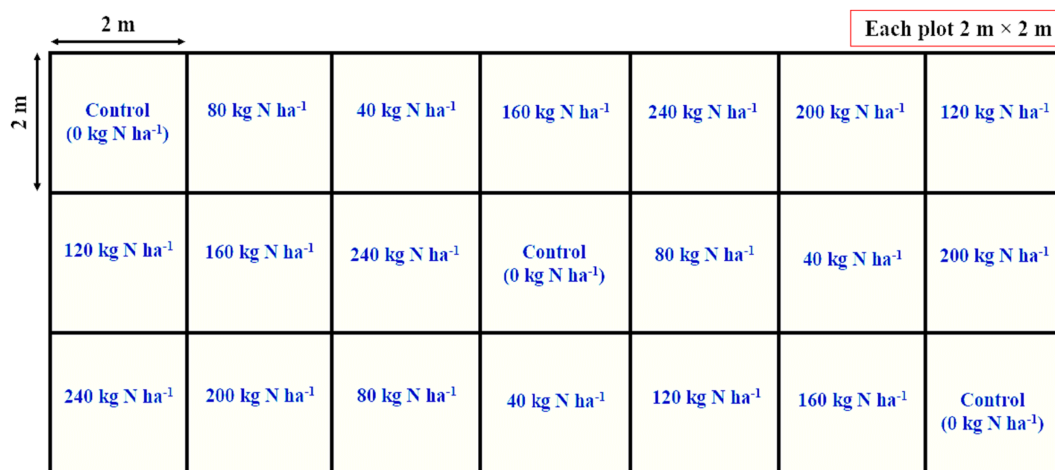 2 m
Each plot 2 m × 2 m
2 m
Control
(0 kg N ha⁻¹)
80 kg N ha⁻¹
40 kg N ha⁻¹
160 kg N ha⁻¹
240 kg N ha⁻¹
200 kg N ha⁻¹
120 kg N ha⁻¹
120 kg N ha⁻¹
160 kg N ha⁻¹
240 kg N ha⁻¹
Control
(0 kg N ha⁻¹)
80 kg N ha⁻¹
40 kg N ha⁻¹
200 kg N ha⁻¹
240 kg N ha⁻¹
200 kg N ha⁻¹
80 kg N ha⁻¹
40 kg N ha⁻¹
120 kg N ha⁻¹
160 kg N ha⁻¹
Control
(0 kg N ha⁻¹)